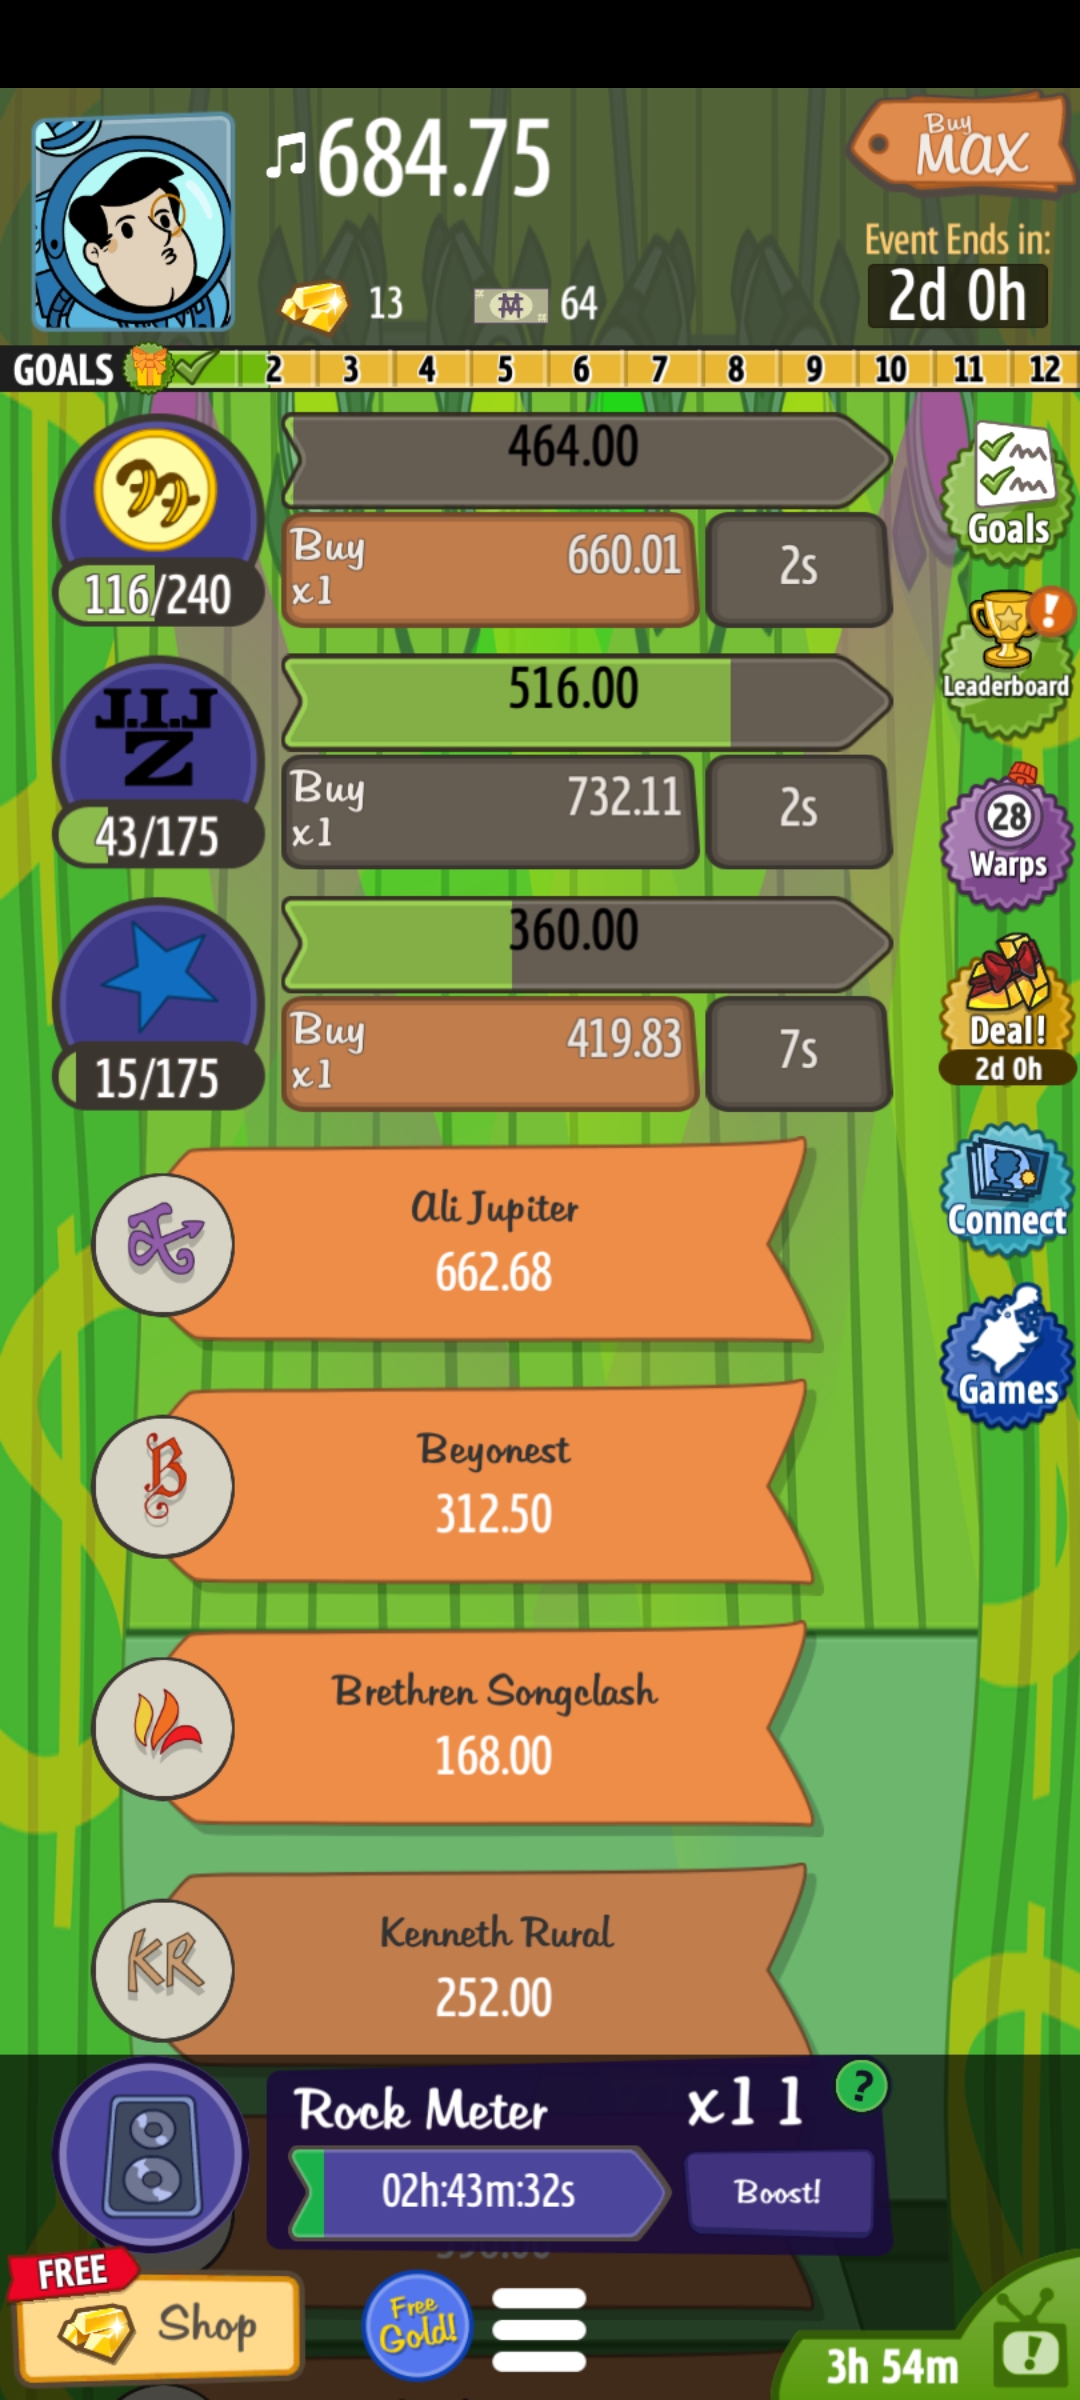 ♫684.75
Buy
MAX
Event Ends in:
2d 0h
13
64
GOALS 2 3 4 5 6 7 8 9 10 11 12
464.00
Buy
x1
660.01
2s
116/240
Goals
Leaderboard
J.I.J
Z
516.00
Buy
x1
732.11
2s
43/175
28
Warps
360.00
Buy
x1
419.83
7s
15/175
Deal!
2d 0h
Ali Jupiter
662.68
Connect
B
Beyonest
312.50
Games
Brethren Songclash
168.00
KR
Kenneth Rural
252.00
Rock Meter
x11
?
02h:43m:32s
Boost!
FREE
Shop
Free
Gold!
3h 54m